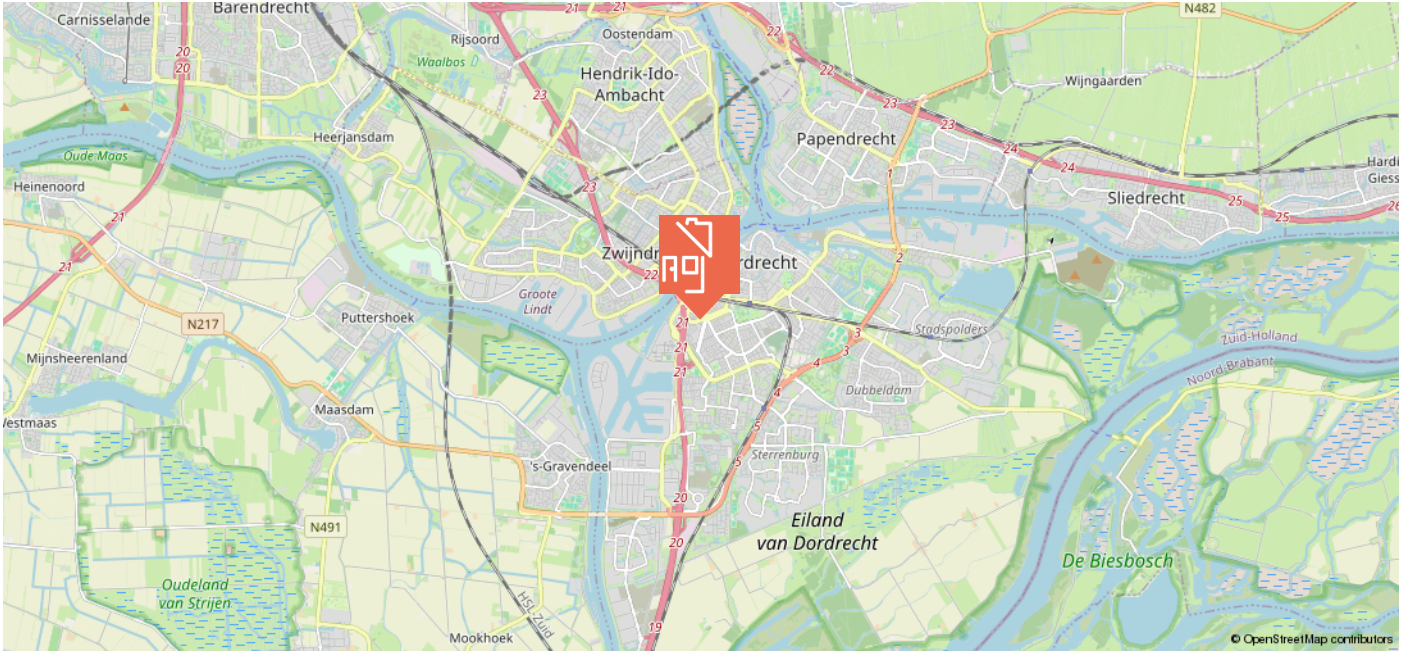 Barendrecht
21
21
N482
Carnisselande
22
Oostendam
Rijsoord
20
20
Waalbos
22
Hendrik-Ido-
Ambacht
Wijngaarden
23
23
23
Heerjansdam
Papendrecht
24
24
Oude Maas
Hardi
Giess
1
Heinenoord
23
Sliedrecht
25
25
26
21
Zwijndr
rdrecht
2
21
22
Groote
Lindt
N217
Puttershoek
21
3
Stadspolders
Zuid-Holland
Mijnsheerenland
21
3
4
Noord-Brabant
21
4
Dubbeldam
Maasdam
Westmaas
5
's-Gravendeel
5
Sterrenburg
20
N491
Eiland
van Dordrecht
20
De Biesbosch
Oudeland
van Strijen
HSL-Zuid
19
Mookhoek
© OpenStreetMap contributors